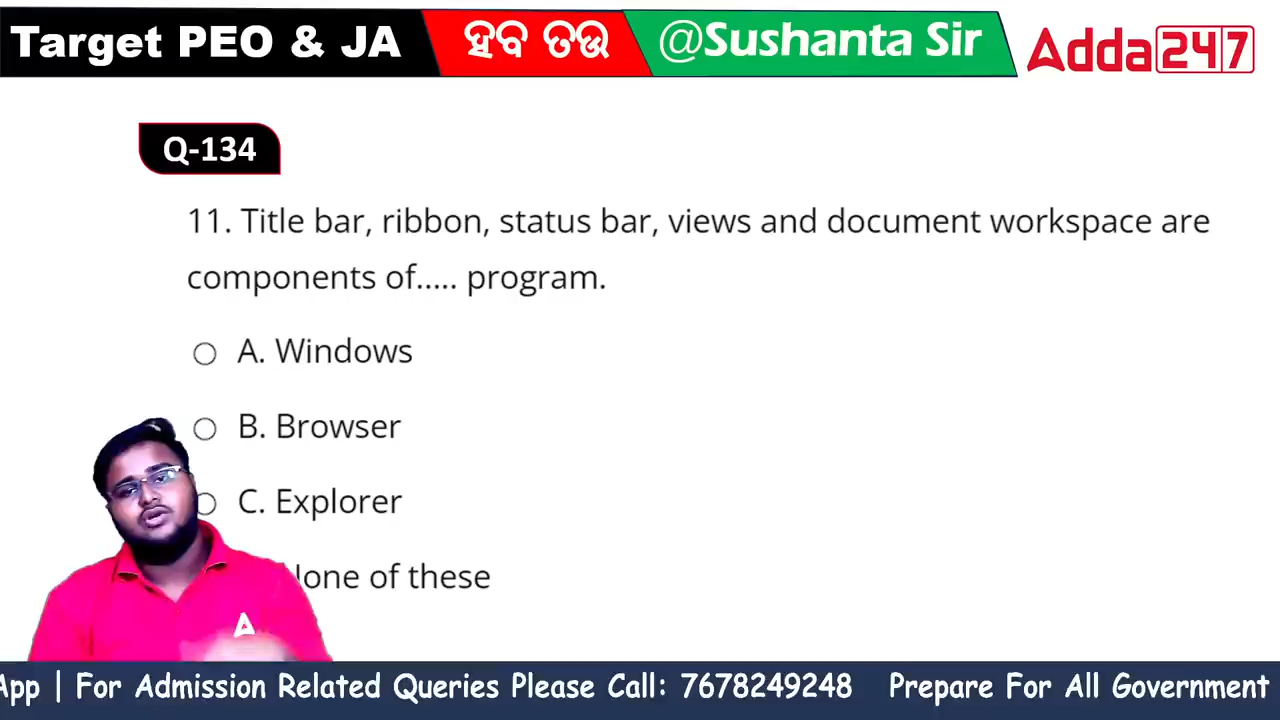 Target PEO & JA ହବ ତଉ @Sushanta Sir Adda247
Q-134
11. Title bar, ribbon, status bar, views and document workspace are
components of..... program.
A. Windows
B. Browser
C. Explorer
None of these
App | For Admission Related Queries Please Call: 7678249248 Prepare For All Government